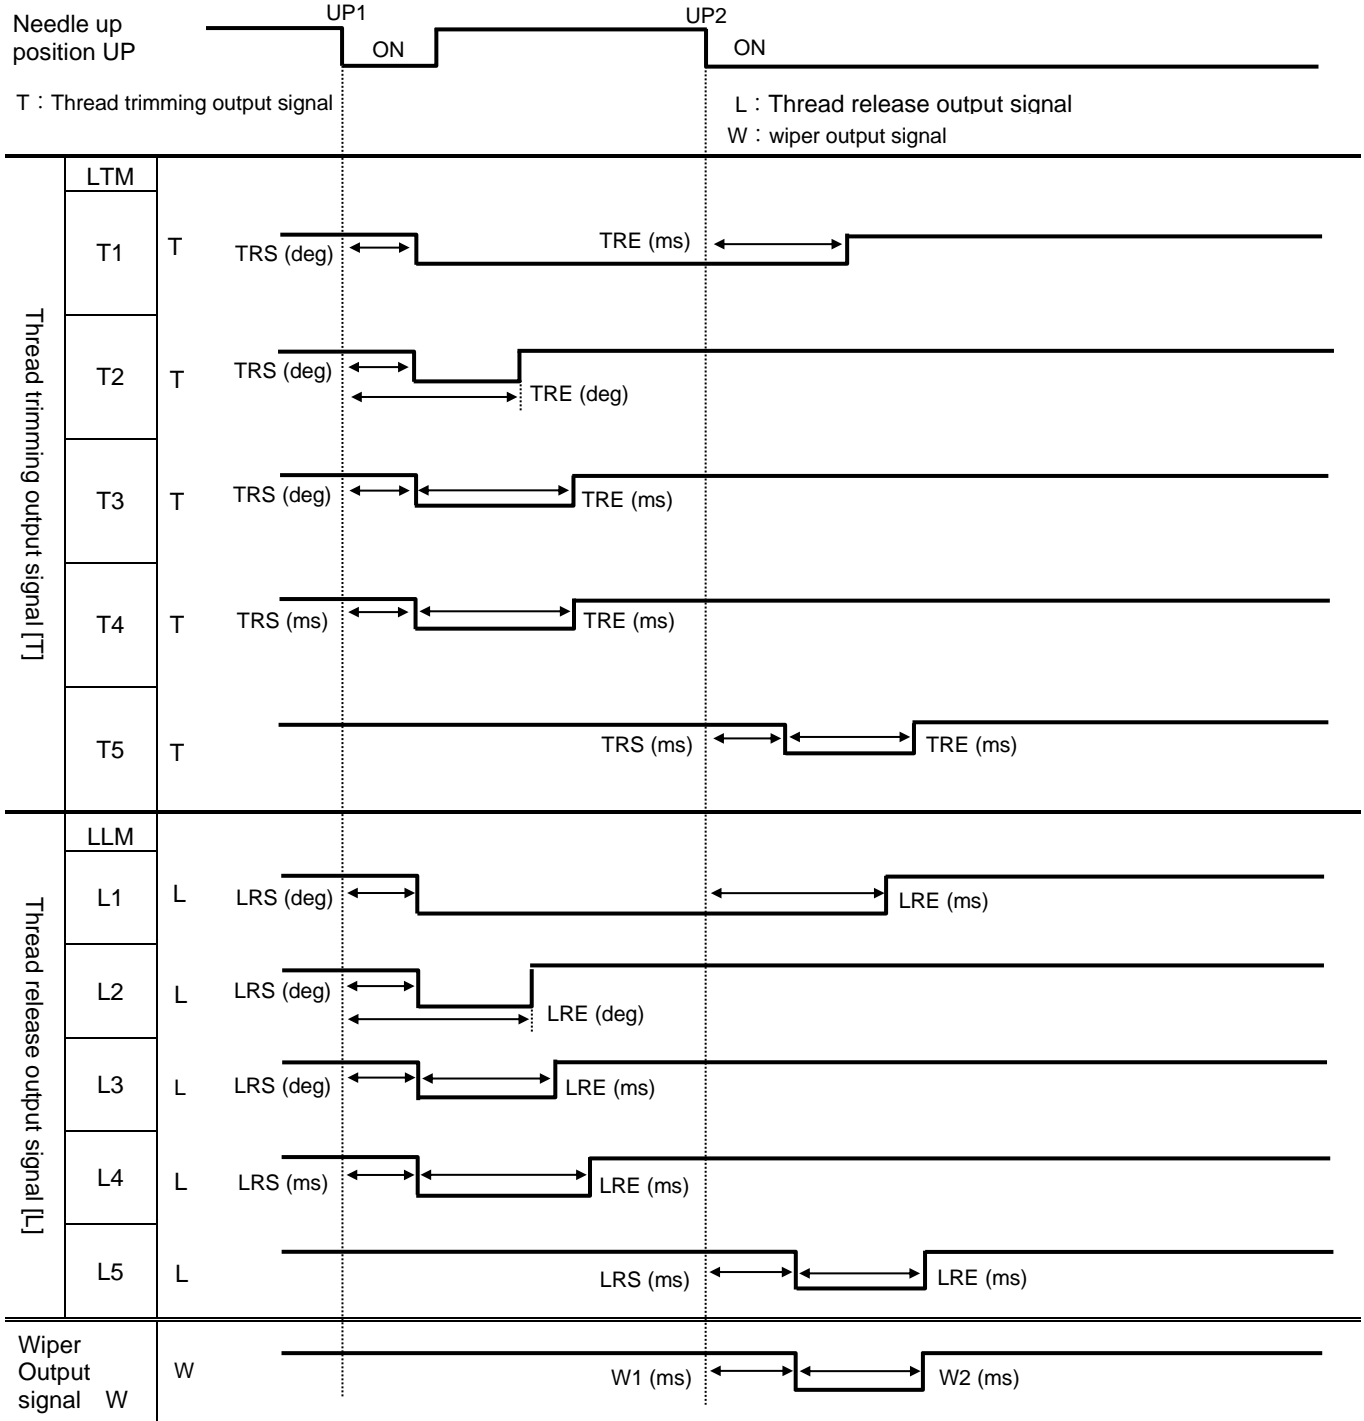 UP1
UP2
Needle up
position UP
ON
ON
T：Thread trimming output signal
L：Thread release output signal
W：wiper output signal
Thread trimming output signal [T]
LTM
T1
T
TRS (deg)
TRE (ms)
T2
T
TRS (deg)
TRE (deg)
T3
T
TRS (deg)
TRE (ms)
T4
T
TRS (ms)
TRE (ms)
T5
T
TRS (ms)
TRE (ms)
Thread release output signal [L]
LLM
L1
L
LRS (deg)
LRE (ms)
L2
L
LRS (deg)
LRE (deg)
L3
L
LRS (deg)
LRE (ms)
L4
L
LRS (ms)
LRE (ms)
L5
L
LRS (ms)
LRE (ms)
Wiper
Output
signal W
W
W1 (ms)
W2 (ms)